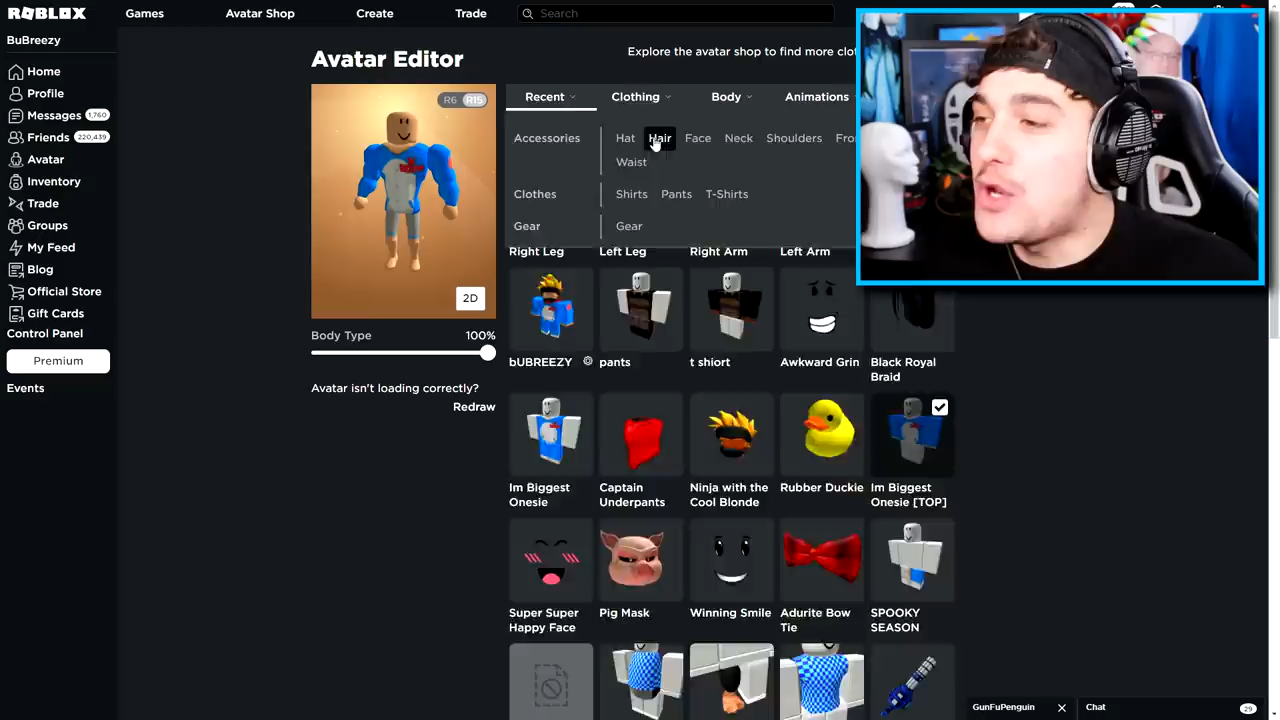 ROBLOX
Games
Avatar Shop
Create
Trade
Search
BuBreezy
Home
Profile
Messages 1,760
Friends 220,439
Avatar
Inventory
Trade
Groups
My Feed
Blog
Official Store
Gift Cards
Control Panel
Premium
Events
Avatar Editor
Explore the avatar shop to find more clot
R6 R15
2D
Body Type 100%
Avatar isn't loading correctly?
Redraw
Recent
Clothing
Body
Animations
Accessories
Hat Hair Face Neck Shoulders Fro
Waist
Clothes
Shirts Pants T-Shirts
Gear
Gear
Right Leg
Left Leg
Right Arm
Left Arm
bUBREEZY
pants
t shiort
Awkward Grin
Black Royal
Braid
Im Biggest
Onesie
Captain
Underpants
Ninja with the
Cool Blonde
Rubber Duckie
Im Biggest
Onesie [TOP]
Super Super
Happy Face
Pig Mask
Winning Smile
Adurite Bow
Tie
SPOOKY
SEASON
GunFuPenguin
Chat
29